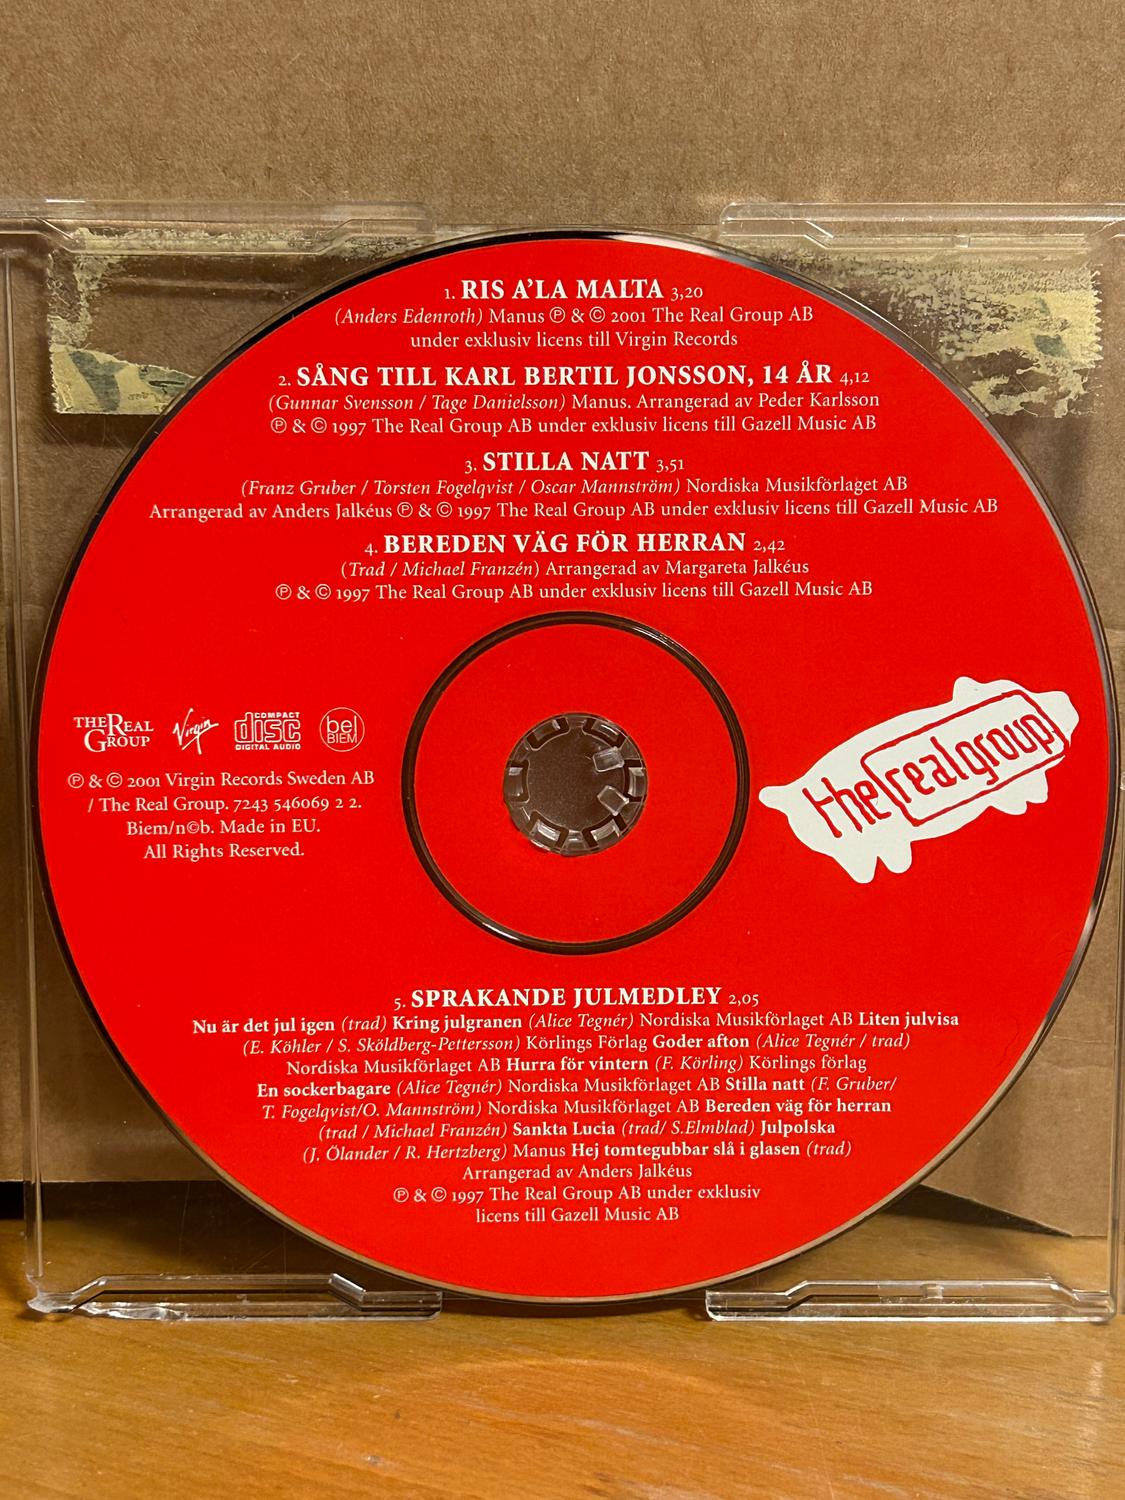 1. RIS A’LA MALTA 3,20
(Anders Edenroth) Manus ℗ & © 2001 The Real Group AB
under exklusiv licens till Virgin Records
2. SÅNG TILL KARL BERTIL JONSSON, 14 ÅR 4,12
(Gunnar Svensson / Tage Danielsson) Manus. Arrangerad av Peder Karlsson
℗ & © 1997 The Real Group AB under exklusiv licens till Gazell Music AB
3. STILLA NATT 3,51
(Franz Gruber / Torsten Fogelqvist / Oscar Mannström) Nordiska Musikförlaget AB
Arrangerad av Anders Jalkéus ℗ & © 1997 The Real Group AB under exklusiv licens till Gazell Music AB
4. BEREDEN VÄG FÖR HERRAN 2,42
(Trad / Michael Franzén) Arrangerad av Margareta Jalkéus
℗ & © 1997 The Real Group AB under exklusiv licens till Gazell Music AB
THE REAL
GROUP
Virgin
COMPACT
disc
DIGITAL AUDIO
bel
BIEM
℗ & © 2001 Virgin Records Sweden AB
/ The Real Group. 7243 546069 2 2.
Biem/n©b. Made in EU.
All Rights Reserved.
the real group
5. SPRAKANDE JULMEDLEY 2,05
Nu är det jul igen (trad) Kring julgranen (Alice Tegnér) Nordiska Musikförlaget AB Liten julvisa
(E. Köhler / S. Sköldberg-Pettersson) Körlings Förlag Goder afton (Alice Tegnér / trad)
Nordiska Musikförlaget AB Hurra för vintern (F. Körling) Körlings förlag
En sockerbagare (Alice Tegnér) Nordiska Musikförlaget AB Stilla natt (F. Gruber/
T. Fogelqvist/O. Mannström) Nordiska Musikförlaget AB Bereden väg för herran
(trad / Michael Franzén) Sankta Lucia (trad/ S.Elmblad) Julpolska
(J. Ölander / R. Hertzberg) Manus Hej tomtegubbar slå i glasen (trad)
Arrangerad av Anders Jalkéus
℗ & © 1997 The Real Group AB under exklusiv
licens till Gazell Music AB